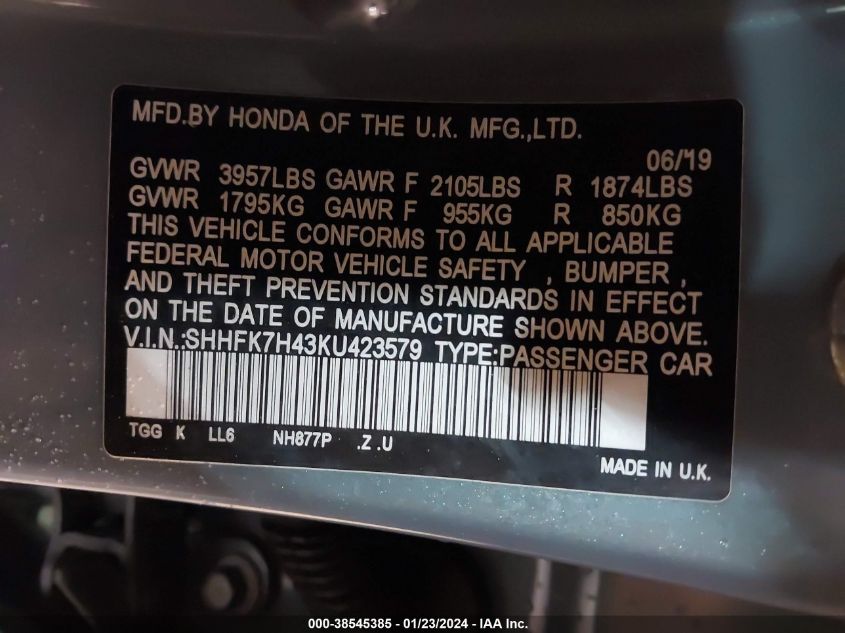 MFD.BY HONDA OF THE U.K. MFG.,LTD.
06/'19
GVWR 3957LBS GAWR F 2105LBS R 1874LBS
GVWR 1795KG GAWR F 955KG R 850KG
THIS VEHICLE CONFORMS TO ALL APPLICABLE
FEDERAL MOTOR VEHICLE SAFETY , BUMPER ,
AND THEFT PREVENTION STANDARDS IN EFFECT
ON THE DATE OF MANUFACTURE SHOWN ABOVE.
V.I.N.:SHHFK7H43KU423579 TYPE:PASSENGER CAR
TGG K LL6 NH877P .Z .U
MADE IN U.K.
000-38545385 - 01/23/2024 - IAA Inc.